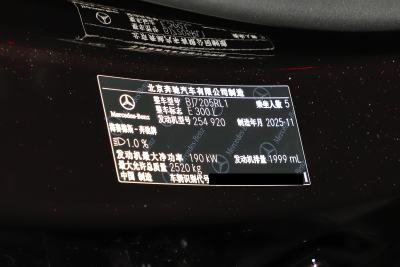 北京奔驰汽车有限公司制造
整车型号 BJ7205RL1 乘坐人数 5
整车标志 E 300 L
Mercedes-Benz 发动机型号 254 920 制造年月 2025-11
梅赛德斯-奔驰牌
1.0 %
发动机最大净功率 190 kW 发动机排量 1999 mL
最大允许总质量 2520 kg
中国 制造 车辆识别代号